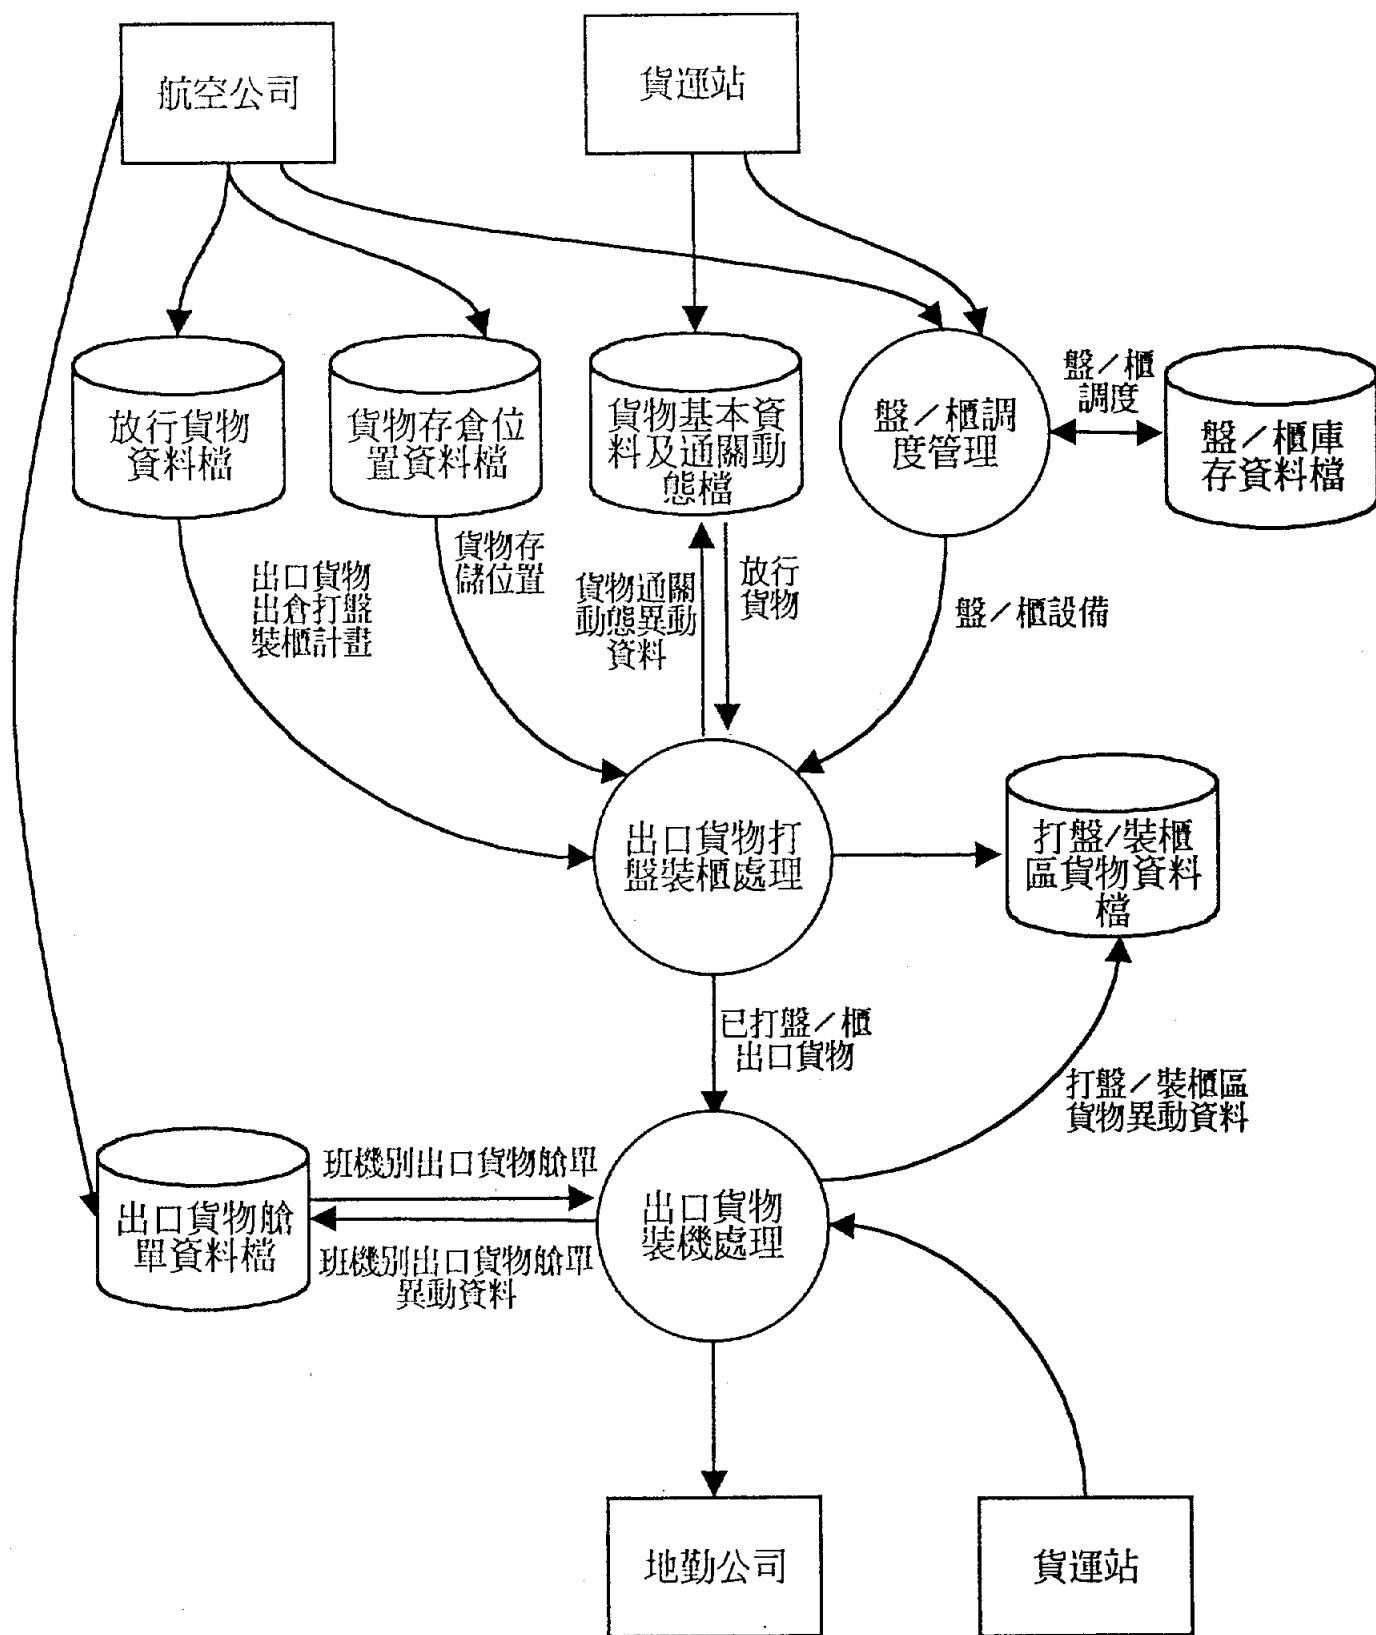 航空公司
貨運站
放行貨物
資料檔
貨物存倉位
置資料檔
貨物基本資
料及通關動
態檔
盤／櫃調
度管理
盤／櫃
調度
盤／櫃庫
存資料檔
出口貨物
出倉打盤
裝櫃計畫
貨物存
儲位置
貨物通關
動態異動
資料
放行
貨物
盤／櫃設備
出口貨物打
盤裝櫃處理
打盤/裝櫃
區貨物資料
檔
已打盤／櫃
出口貨物
打盤／裝櫃區
貨物異動資料
班機別出口貨物艙單
出口貨物艙
單資料檔
班機別出口貨物艙單
異動資料
出口貨物
裝機處理
地勤公司
貨運站